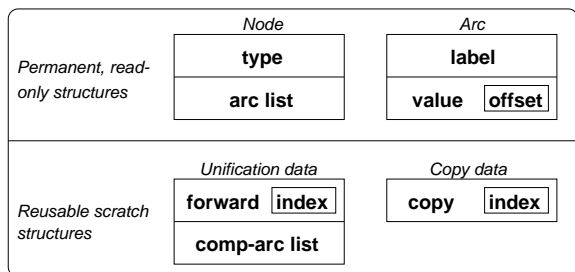 Node Arc
Permanent, read-
only structures
type label
arc list value offset
Unification data Copy data
Reusable scratch
structures
forward index copy index
comp-arc list